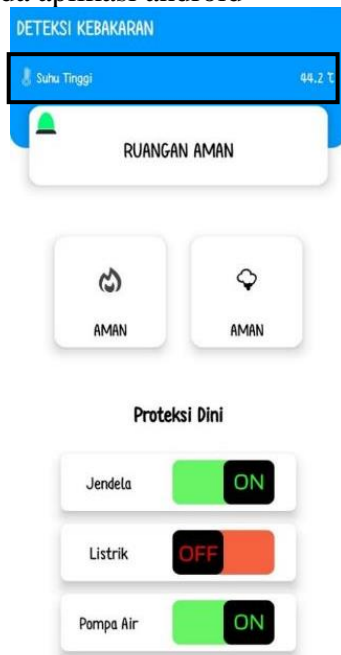 DETEKSI KEBAKARAN
Suhu Tinggi 44.2 ℃
RUANGAN AMAN
AMAN AMAN
Proteksi Dini
Jendela ON
Listrik OFF
Pompa Air ON